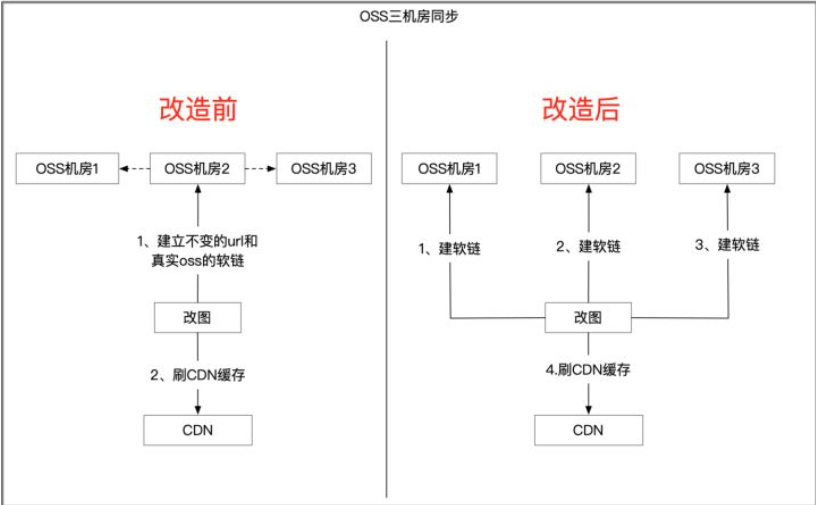 OSS三机房同步
改造前
OSS机房1
OSS机房2
OSS机房3
1、建立不变的url和
真实oss的软链
改图
2、刷CDN缓存
CDN
改造后
OSS机房1
OSS机房2
OSS机房3
1、建软链
2、建软链
3、建软链
改图
4.刷CDN缓存
CDN